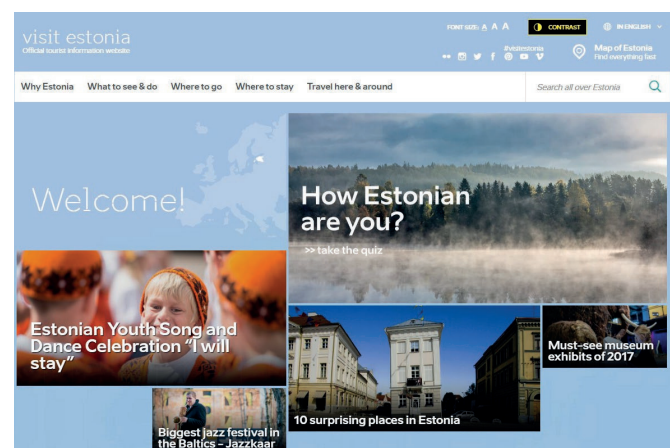 visit estonia
Official tourist information website
FONT SIZE: A A A
CONTRAST
IN ENGLISH
#visitestonia
Map of Estonia
Find everything fast
Why Estonia What to see & do Where to go Where to stay Travel here & around
Search all over Estonia
Welcome!
How Estonian
are you?
>> take the quiz
Estonian Youth Song and
Dance Celebration “I will
stay”
10 surprising places in Estonia
Must-see museum
exhibits of 2017
Biggest jazz festival in
the Baltics - Jazzkaar